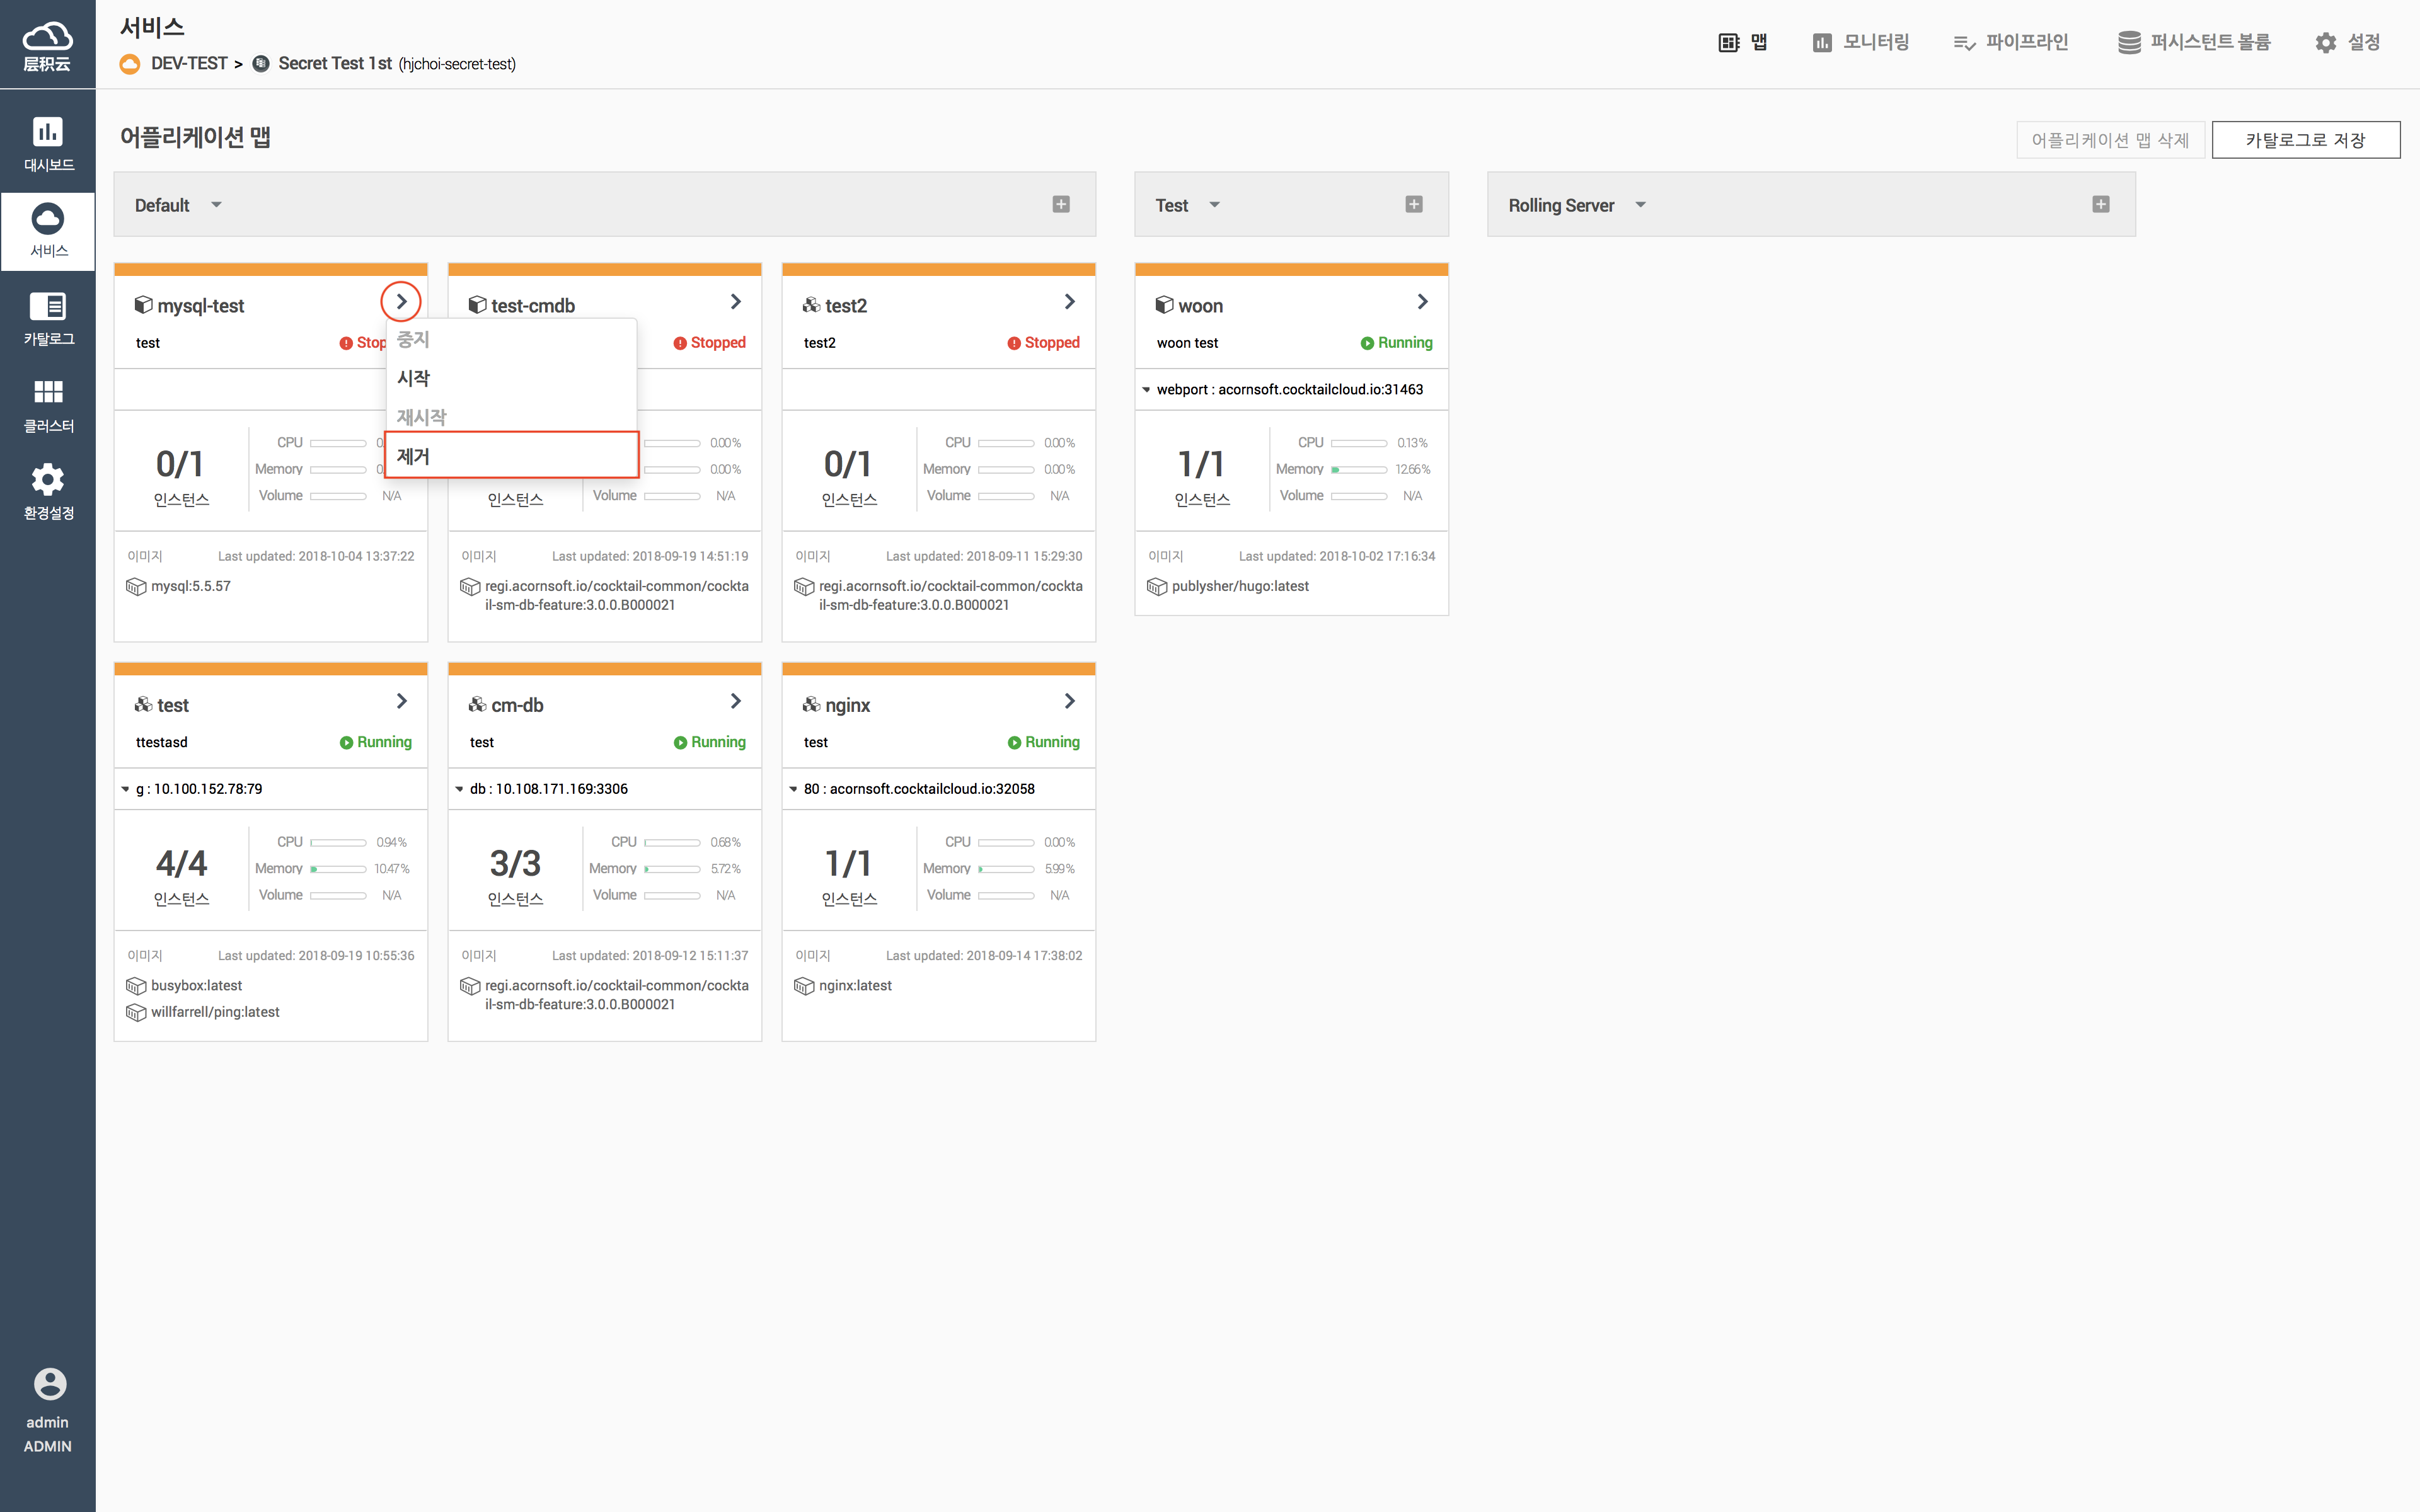 层积云
서비스
DEV-TEST > Secret Test 1st (hjchoi-secret-test)
맵
모니터링
파이프라인
퍼시스턴트 볼륨
설정
대시보드
서비스
카탈로그
클러스터
환경설정
admin
ADMIN
어플리케이션 맵
어플리케이션 맵 삭제
카탈로그로 저장
Default
Test
Rolling Server
mysql-test
test
Stop
중지
시작
재시작
제거
0/1
인스턴스
CPU 0.
Memory 0.
Volume N/A
이미지
Last updated: 2018-10-04 13:37:22
mysql:5.5.57
test-cmdb
Stopped
인스턴스
0.00%
0.00%
Volume N/A
이미지
Last updated: 2018-09-19 14:51:19
regi.acornsoft.io/cocktail-common/cockta
il-sm-db-feature:3.0.0.B000021
test2
test2
Stopped
0/1
인스턴스
CPU 0.00%
Memory 0.00%
Volume N/A
이미지
Last updated: 2018-09-11 15:29:30
regi.acornsoft.io/cocktail-common/cockta
il-sm-db-feature:3.0.0.B000021
woon
woon test
Running
webport : acornsoft.cocktailcloud.io:31463
1/1
인스턴스
CPU 0.13%
Memory 12.66%
Volume N/A
이미지
Last updated: 2018-10-02 17:16:34
publysher/hugo:latest
test
ttestasd
Running
g : 10.100.152.78:79
4/4
인스턴스
CPU 0.94%
Memory 10.47%
Volume N/A
이미지
Last updated: 2018-09-19 10:55:36
busybox:latest
willfarrell/ping:latest
cm-db
test
Running
db : 10.108.171.169:3306
3/3
인스턴스
CPU 0.68%
Memory 5.72%
Volume N/A
이미지
Last updated: 2018-09-12 15:11:37
regi.acornsoft.io/cocktail-common/cockta
il-sm-db-feature:3.0.0.B000021
nginx
test
Running
80 : acornsoft.cocktailcloud.io:32058
1/1
인스턴스
CPU 0.00%
Memory 5.99%
Volume N/A
이미지
Last updated: 2018-09-14 17:38:02
nginx:latest